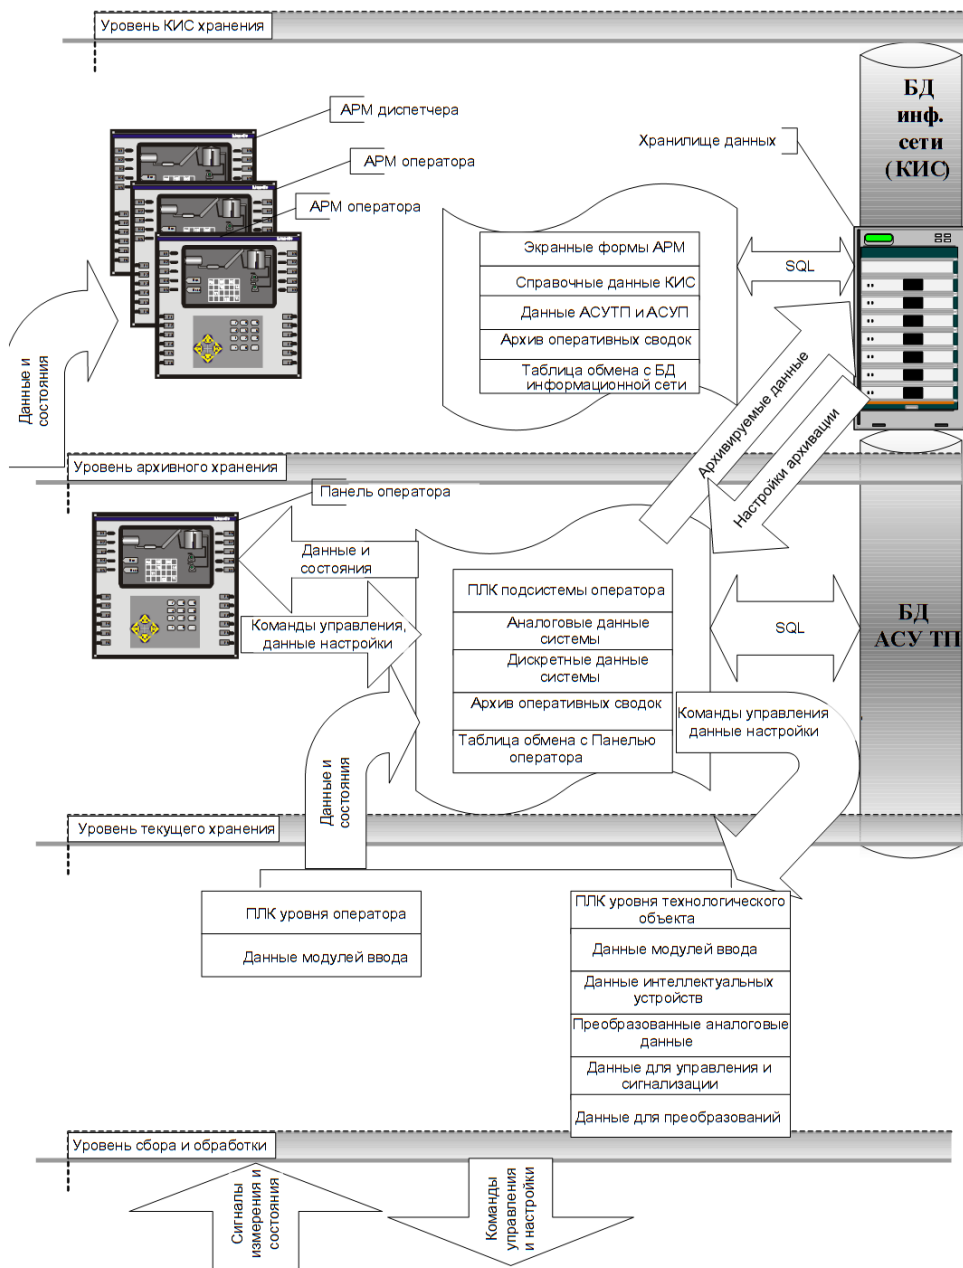 Уровень КИС хранения
БД
инф.
сети
(КИС)
АРМ диспетчера
АРМ оператора
АРМ оператора
Хранилище данных
Экранные формы АРМ
Справочные данные КИС
Данные АСУТП и АСУП
Архив оперативных сводок
Таблица обмена с БД
информационной сети
SQL
Данные и
состояния
Архивируемые данные
Настройки архивации
Уровень архивного хранения
Панель оператора
Данные и
состояния
Команды управления,
данные настройки
ПЛК подсистемы оператора
Аналоговые данные
системы
Дискретные данные
системы
Архив оперативных сводок
Таблица обмена с Панелью
оператора
SQL
БД
АСУ ТП
Команды управления
данные настройки
Данные и
состояния
Уровень текущего хранения
ПЛК уровня оператора
Данные модулей ввода
ПЛК уровня технологического
объекта
Данные модулей ввода
Данные интеллектуальных
устройств
Преобразованные аналоговые
данные
Данные для управления и
сигнализации
Данные для преобразований
Уровень сбора и обработки
Сигналы
измерения и
состояния
Команды
управления
и настройки